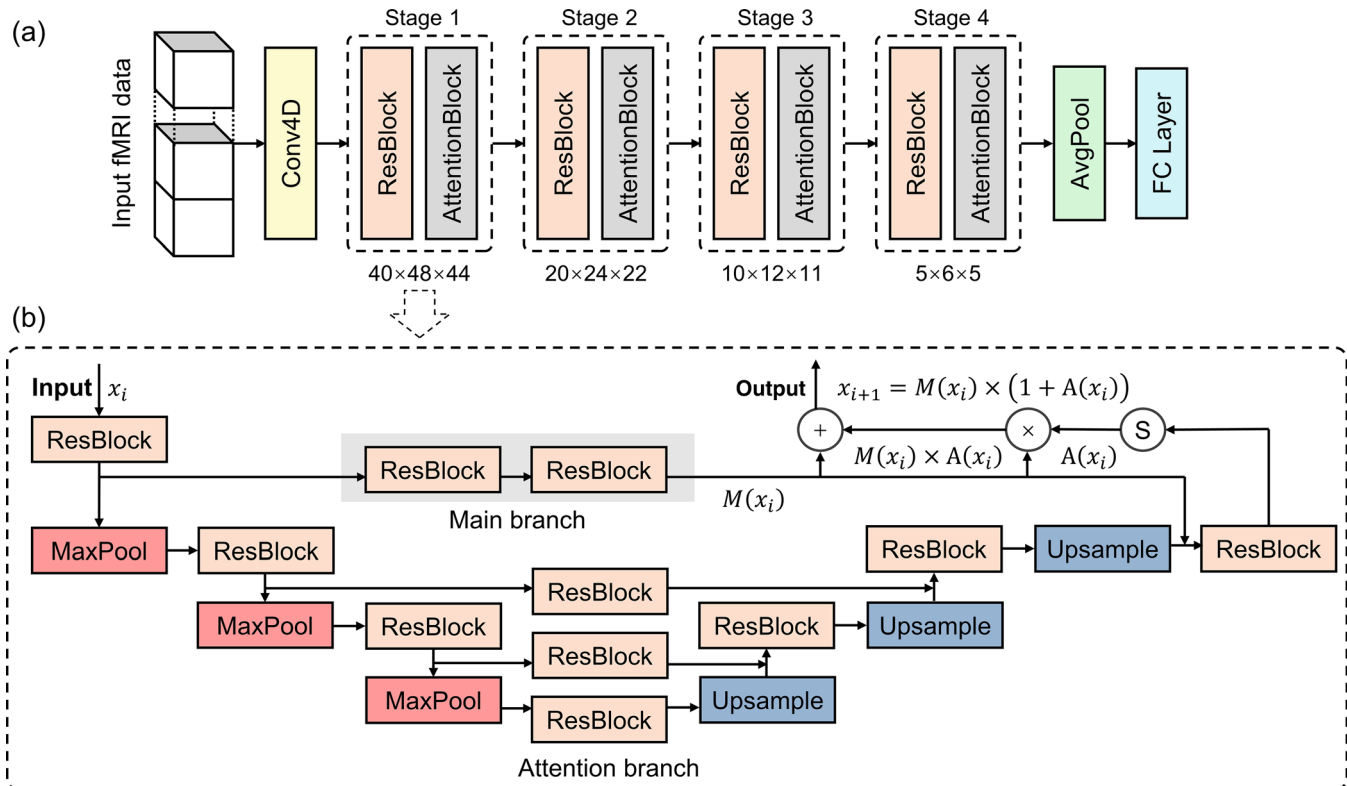 (a)
Input fMRI data
Conv4D
Stage 1
ResBlock
AttentionBlock
40×48×44
Stage 2
ResBlock
AttentionBlock
20×24×22
Stage 3
ResBlock
AttentionBlock
10×12×11
Stage 4
ResBlock
AttentionBlock
5×6×5
AvgPool
FC Layer
(b)
Input x_i
ResBlock
ResBlock ResBlock
Main branch
M(x_i)
Output x_{i+1} = M(x_i) × (1 + A(x_i))
+ × S
M(x_i) × A(x_i) A(x_i)
MaxPool ResBlock
ResBlock Upsample ResBlock
MaxPool ResBlock ResBlock ResBlock Upsample
ResBlock
MaxPool ResBlock Upsample
Attention branch